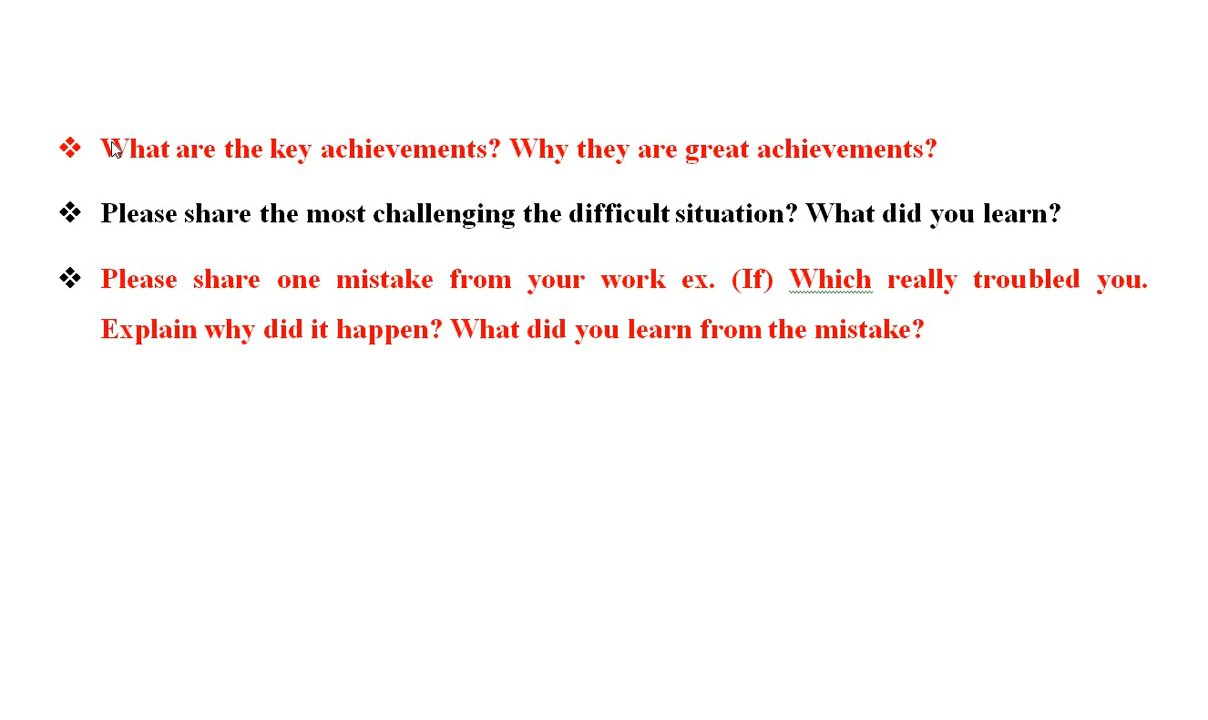 ❖ What are the key achievements? Why they are great achievements?
❖ Please share the most challenging the difficult situation? What did you learn?
❖ Please share one mistake from your work ex. (If) Which really troubled you.
Explain why did it happen? What did you learn from the mistake?